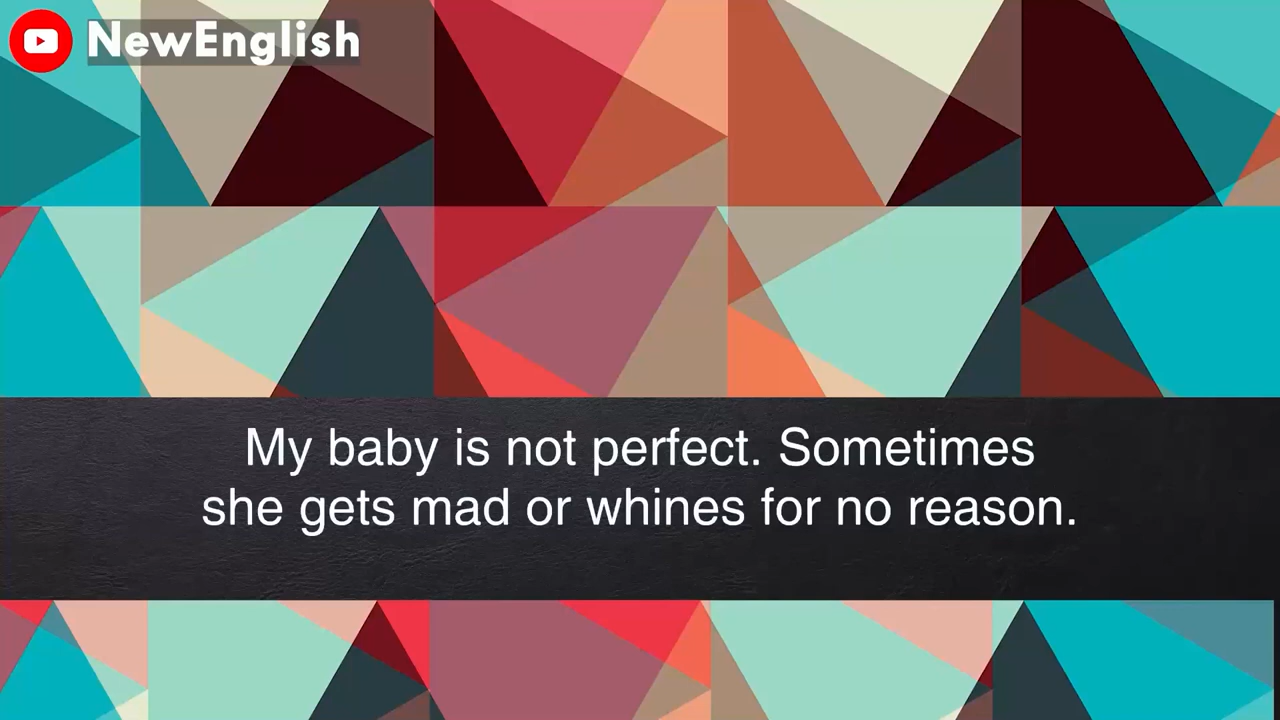 NewEnglish
My baby is not perfect. Sometimes
she gets mad or whines for no reason.